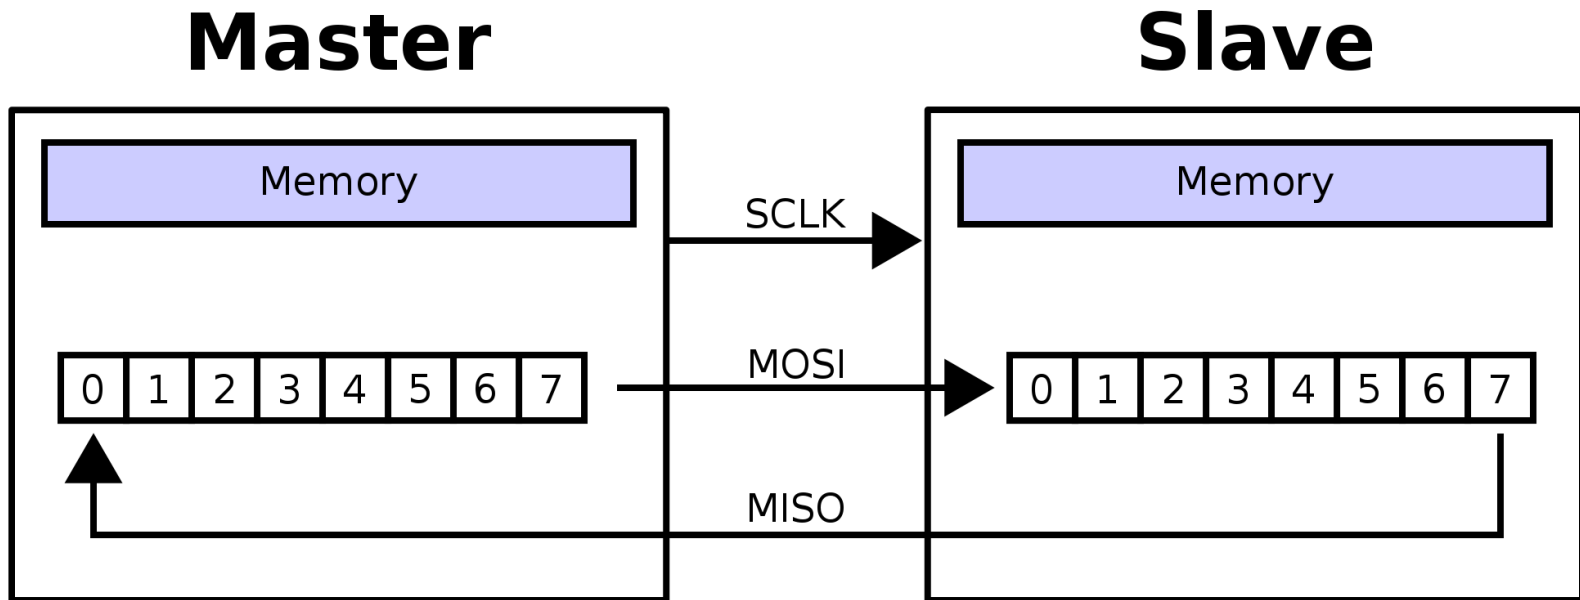 Master Slave
Memory Memory
SCLK
MOSI
0 1 2 3 4 5 6 7 0 1 2 3 4 5 6 7
MISO